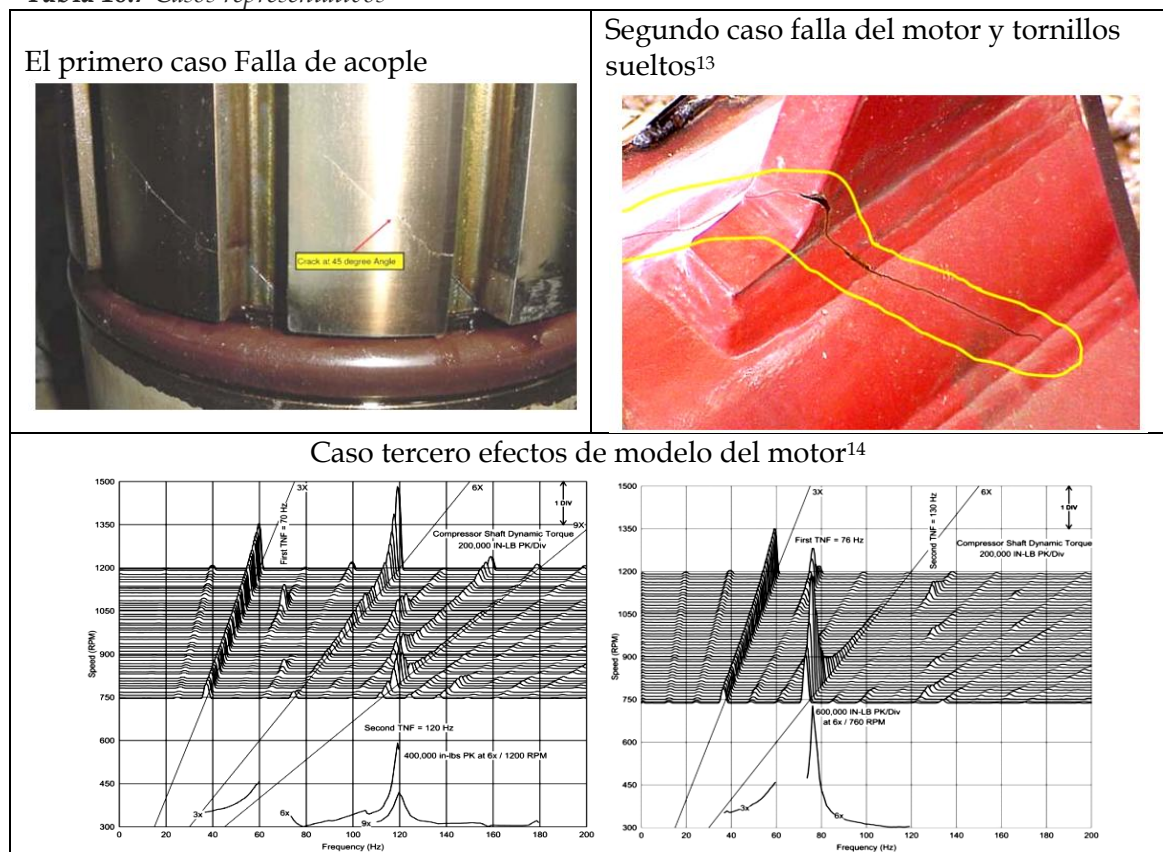 Tabla 10.7 Casos representativos
El primero caso Falla de acople
Crack at 45 degree Angle
Segundo caso falla del motor y tornillos
sueltos¹³
Caso tercero efectos de modelo del motor¹⁴
1500
1350
1200
1050
900
750
600
450
300
Speed (RPM)
3X
6X
9X
1 DIV
First TNF = 70 Hz
Compressor Shaft Dynamic Torque
200,000 IN-LB PK/Div
Second TNF = 120 Hz
400,000 in-lbs PK at 6x / 1200 RPM
3x
6x
9x
0 20 40 60 80 100 120 140 160 180 200
Frequency (Hz)
1500
1350
1200
1050
900
750
600
450
300
Speed (RPM)
3X
6X
1 DIV
First TNF = 76 Hz
Second TNF = 130 Hz
Compressor Shaft Dynamic Torque
200,000 IN-LB PK/Div
600,000 IN-LB PK/Div
at 6x / 760 RPM
3x
6x
0 20 40 60 80 100 120 140 160 180 200
Frequency (Hz)